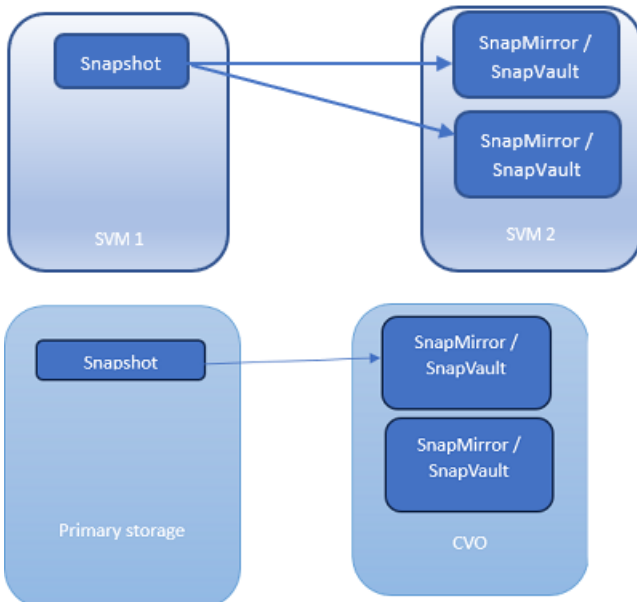 Snapshot
SnapMirror /
SnapVault
SnapMirror /
SnapVault
SVM 1
SVM 2
Snapshot
SnapMirror /
SnapVault
SnapMirror /
SnapVault
Primary storage
CVO